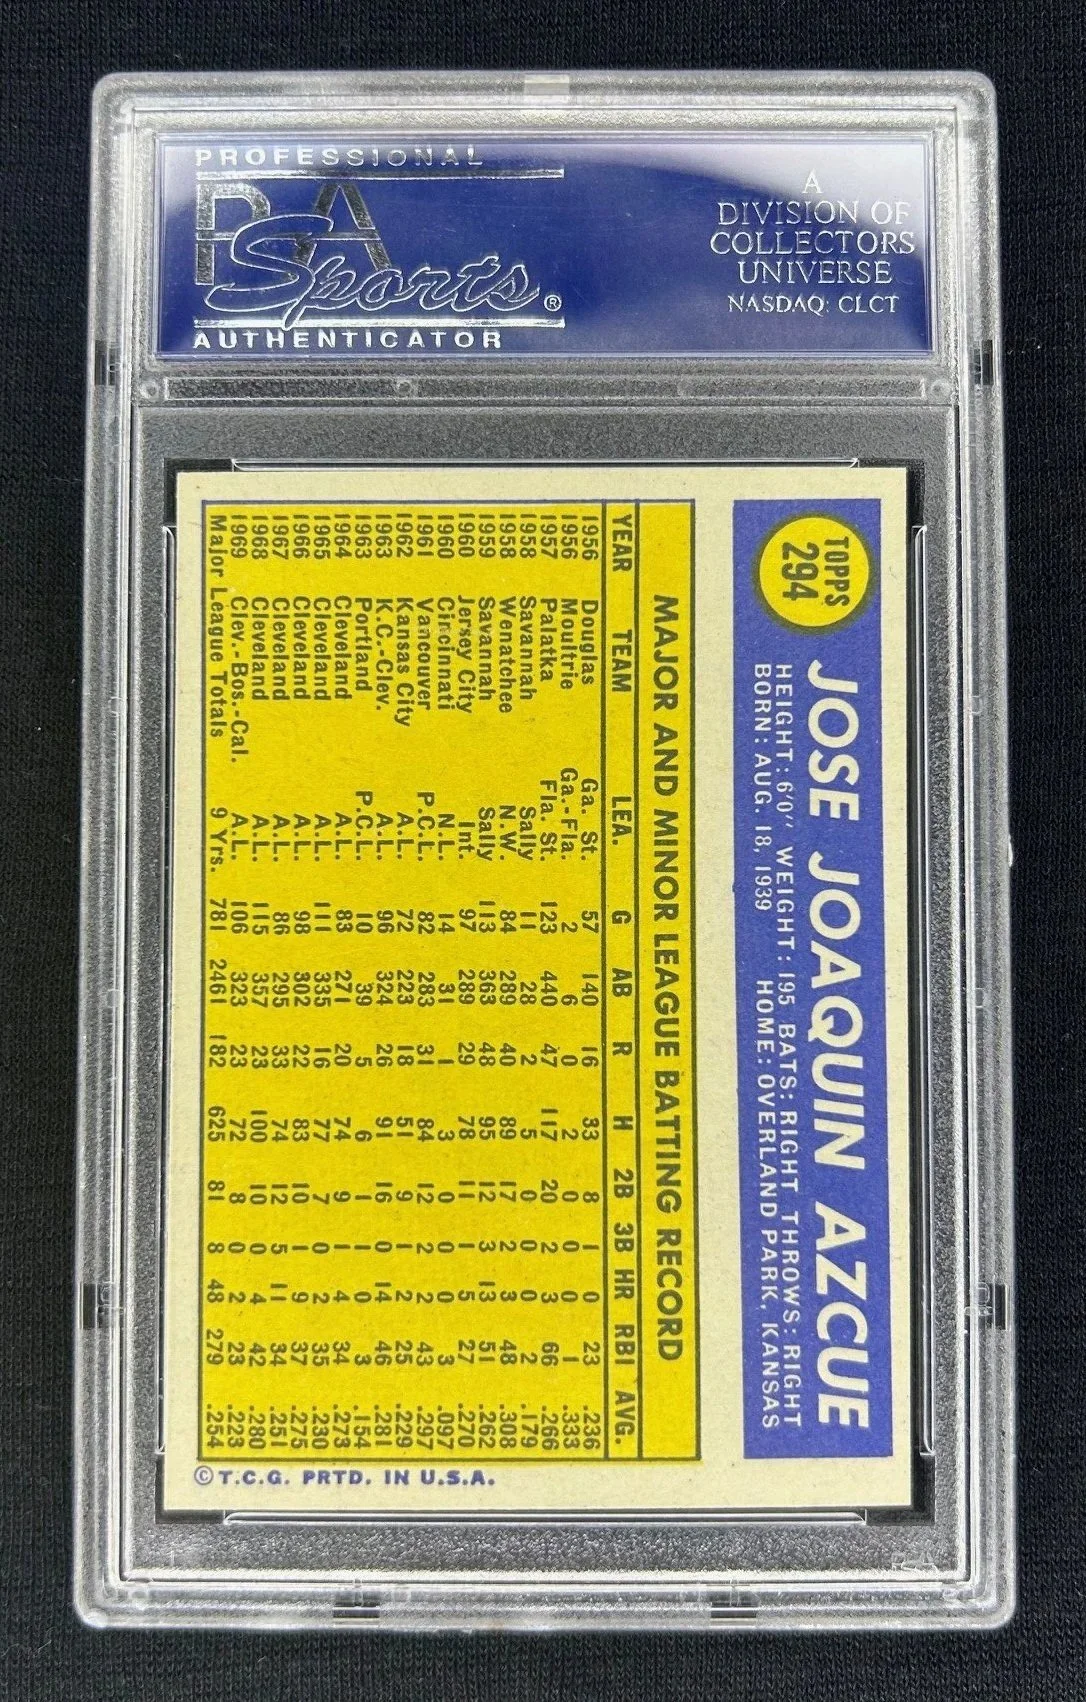 PROFESSIONAL
PSA
Sports®
AUTHENTICATOR
A
DIVISION OF
COLLECTORS
UNIVERSE
NASDAQ: CLCT
TOPPS
294
JOSE JOAQUIN AZCUE
HEIGHT: 6'0" WEIGHT: 195 BATS: RIGHT THROWS: RIGHT
BORN: AUG. 18, 1939 HOME: OVERLAND PARK, KANSAS
MAJOR AND MINOR LEAGUE BATTING RECORD
YEAR TEAM LEA. G AB R H 2B 3B HR RBI AVG.
1956 Douglas Ga. St. 57 140 16 33 8 1 0 23 .236
1956 Moultrie Ga.-Fla. 2 6 0 2 0 0 0 1 .333
1957 Palatka Fla. St. 123 440 47 117 20 2 3 66 .266
1958 Savannah Sally 11 28 2 5 0 0 0 2 .179
1958 Wenatchee N.W. 84 289 40 89 17 2 3 48 .308
1959 Savannah Sally 113 363 48 95 12 3 13 51 .262
1960 Jersey City Int. 97 289 29 78 11 1 5 27 .270
1960 Cincinnati N.L. 14 31 1 3 0 0 0 3 .097
1961 Vancouver P.C.L. 82 283 31 84 12 2 2 43 .297
1962 Kansas City A.L. 72 223 18 51 9 1 2 25 .229
1963 K.C.-Clev. A.L. 96 324 26 91 16 0 14 46 .281
1963 Portland P.C.L. 10 39 5 6 1 1 0 3 .154
1964 Cleveland A.L. 83 271 20 74 9 1 4 34 .273
1965 Cleveland A.L. 111 335 16 77 7 0 2 35 .230
1966 Cleveland A.L. 98 302 22 83 10 1 9 37 .275
1967 Cleveland A.L. 86 295 33 74 12 5 11 34 .251
1968 Cleveland A.L. 115 357 23 100 10 0 4 42 .280
1969 Clev.-Bos.-Cal. A.L. 106 323 23 72 8 0 2 23 .223
Major League Totals 9 Yrs. 781 2461 182 625 81 8 48 279 .254
© T.C.G. PRTD. IN U.S.A.
PSA